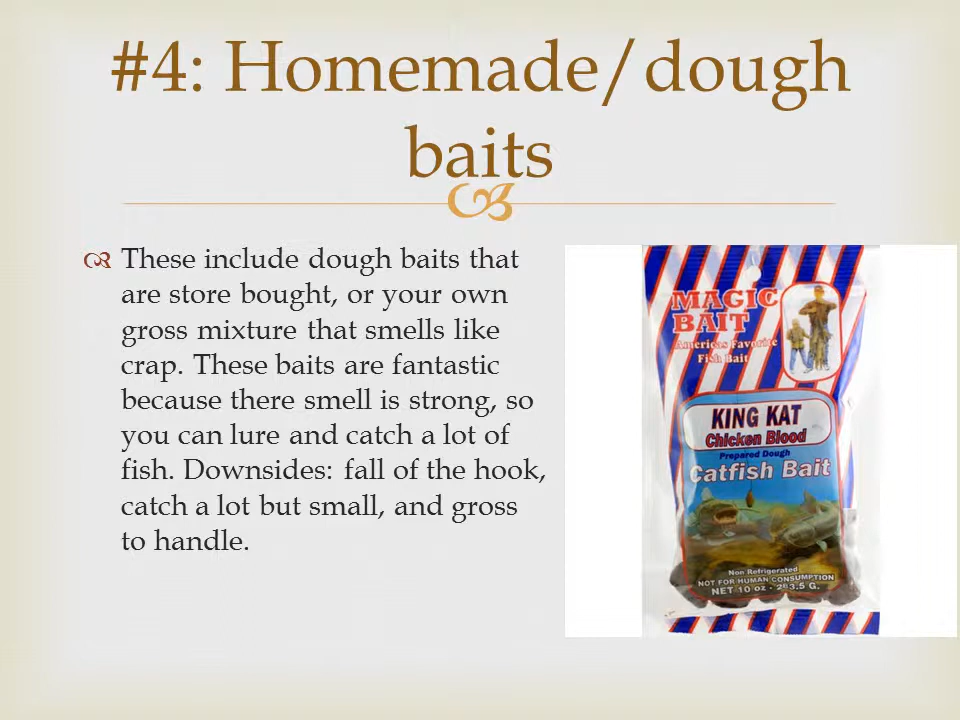 #4: Homemade/dough
baits
These include dough baits that
are store bought, or your own
gross mixture that smells like
crap. These baits are fantastic
because there smell is strong, so
you can lure and catch a lot of
fish. Downsides: fall of the hook,
catch a lot but small, and gross
to handle.
MAGIC
BAIT
Americas Favorite
Fish Bait
KING KAT
Chicken Blood
Prepared Dough
Catfish Bait
Non Refrigerated
NOT FOR HUMAN CONSUMPTION
NET 10 oz - 283.5 G.